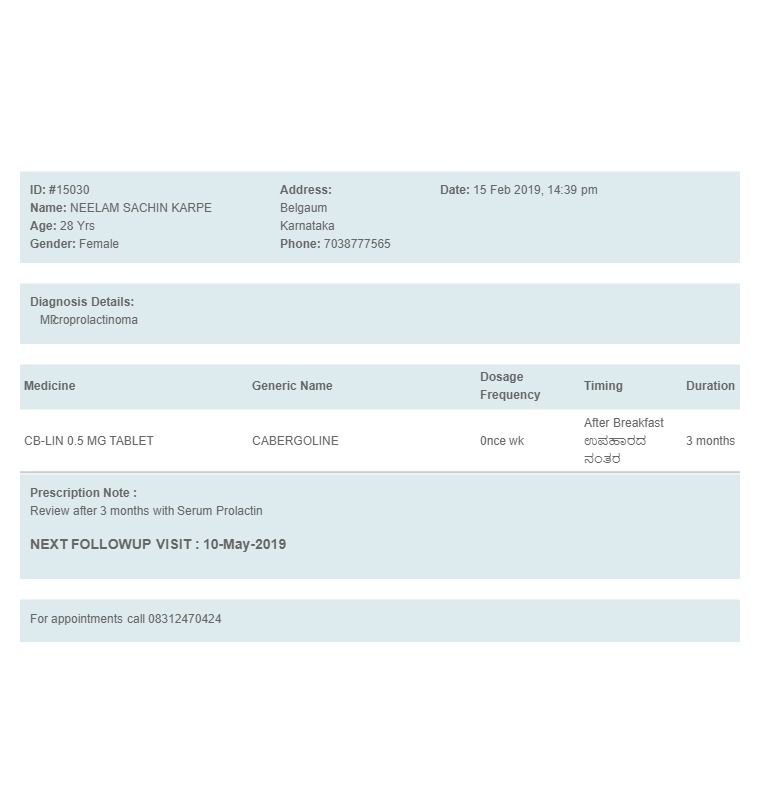 ID: #15030
Name: NEELAM SACHIN KARPE
Age: 28 Yrs
Gender: Female
Address:
Belgaum
Karnataka
Phone: 7038777565
Date: 15 Feb 2019, 14:39 pm
Diagnosis Details:
Microprolactinoma
Medicine Generic Name Dosage Frequency Timing Duration
CB-LIN 0.5 MG TABLET CABERGOLINE 0nce wk After Breakfast ಉಪಹಾರದ ನಂತರ 3 months
Prescription Note :
Review after 3 months with Serum Prolactin
NEXT FOLLOWUP VISIT : 10-May-2019
For appointments call 08312470424